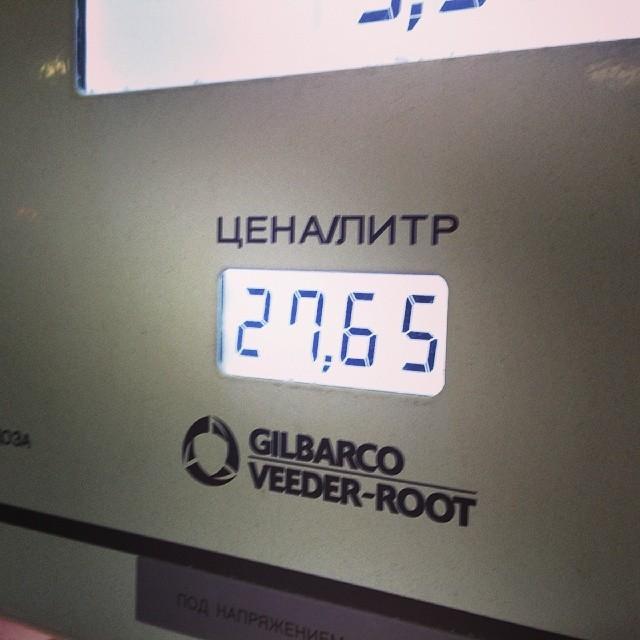 ЦЕНА/ЛИТР
27,65
GILBARCO
VEEDER-ROOT
ПОД НАПРЯЖЕНИЕМ